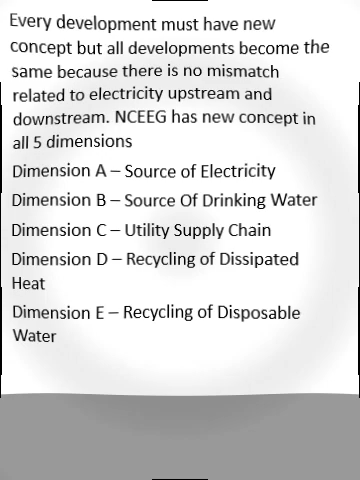 Every development must have new
concept but all developments become the
same because there is no mismatch
related to electricity upstream and
downstream. NCEEG has new concept in
all 5 dimensions
Dimension A – Source of Electricity
Dimension B – Source Of Drinking Water
Dimension C – Utility Supply Chain
Dimension D – Recycling of Dissipated
Heat
Dimension E – Recycling of Disposable
Water